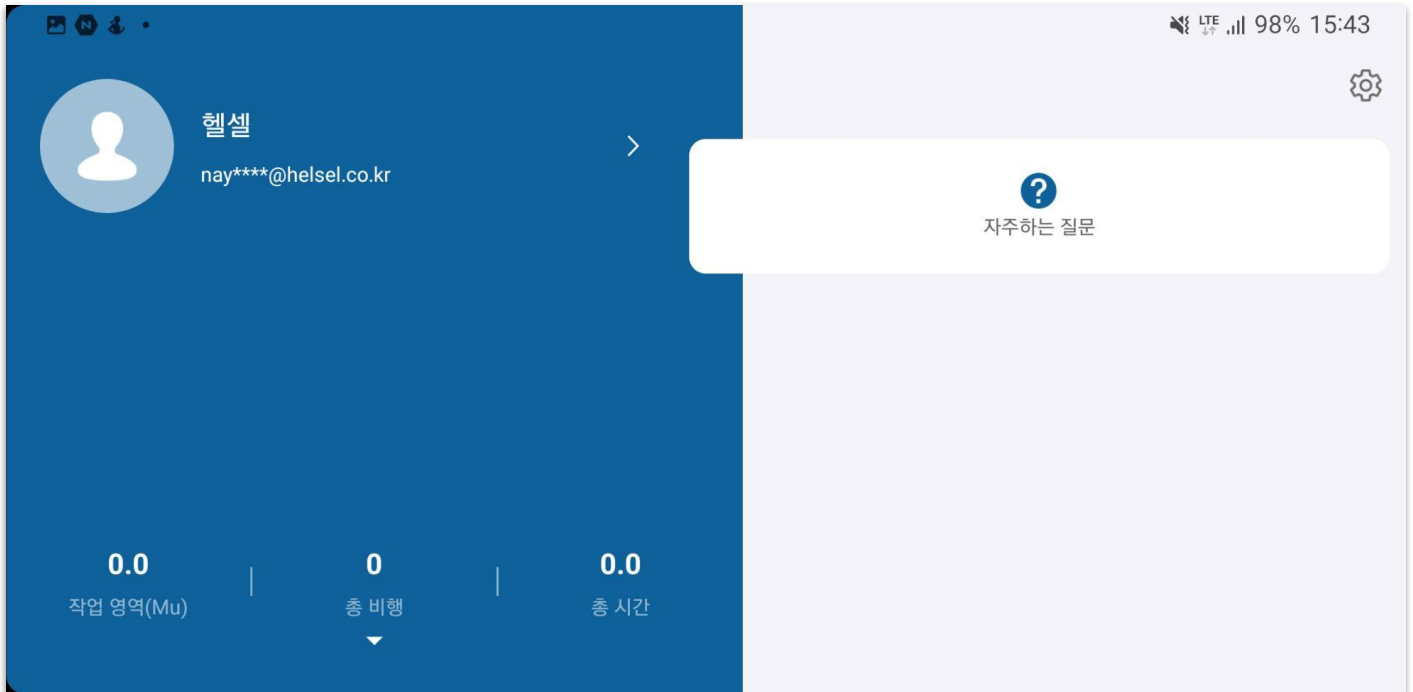 LTE 98% 15:43
헬셀
nay****@helsel.co.kr
?
자주하는 질문
0.0
작업 영역(Mu)
0
총 비행
0.0
총 시간